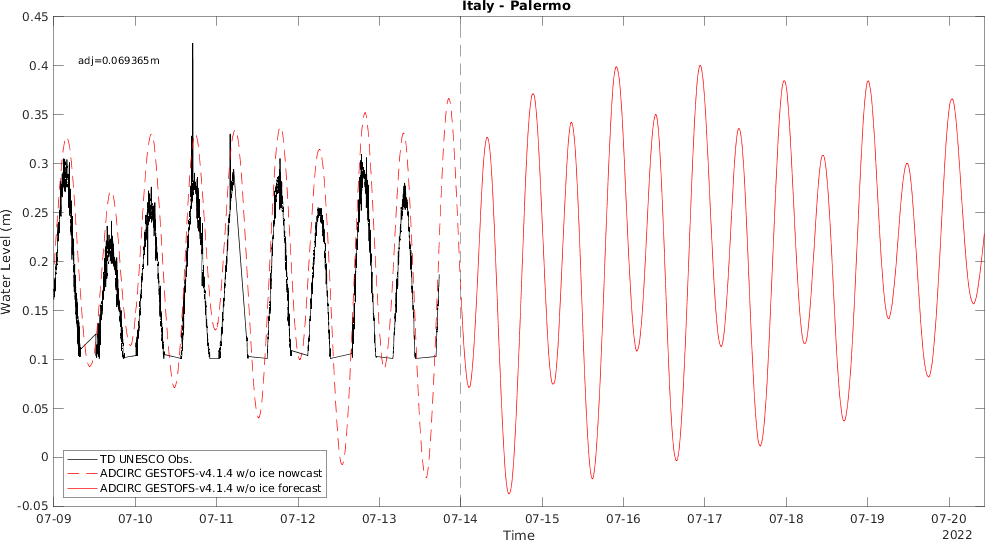 Italy - Palermo
adj=0.069365m
Water Level (m)
0.45
0.4
0.35
0.3
0.25
0.2
0.15
0.1
0.05
0
-0.05
TD UNESCO Obs.
ADCIRC GESTOFS-v4.1.4 w/o ice nowcast
ADCIRC GESTOFS-v4.1.4 w/o ice forecast
07-09 07-10 07-11 07-12 07-13 07-14 07-15 07-16 07-17 07-18 07-19 07-20
Time
2022